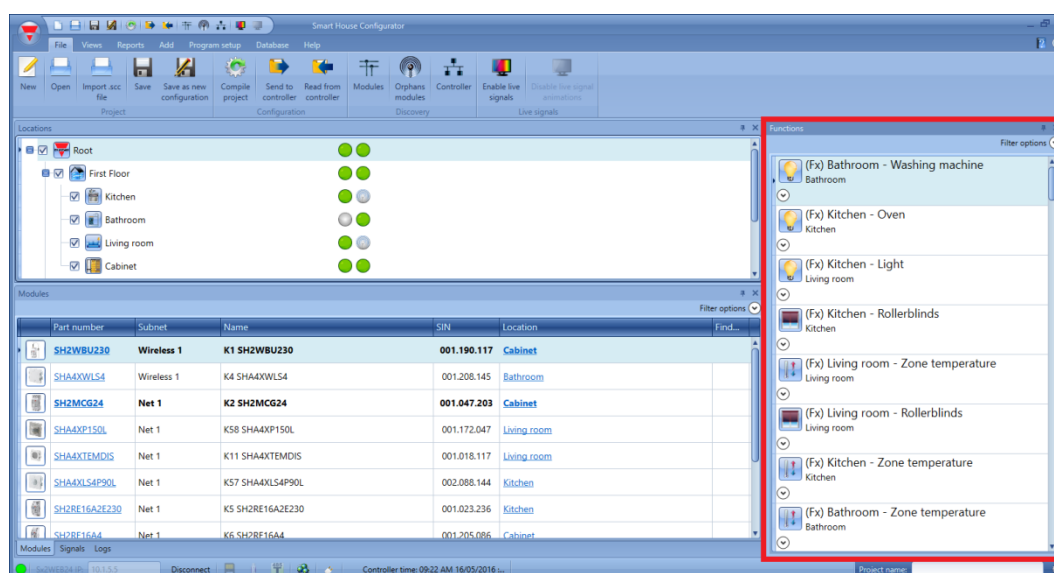 Smart House Configurator
File Views Reports Add Program setup Database Help
New Open Import .scc file Save Save as new configuration Compile project Send to controller Read from controller Modules Orphans modules Controller Enable live signals Disable live signal animations
Project Configuration Discovery Live signals
Locations
Root
First Floor
Kitchen
Bathroom
Living room
Cabinet
Modules
Filter options
Part number Subnet Name SIN Location Find...
SH2WBU230 Wireless 1 K1 SH2WBU230 001.190.117 Cabinet
SHA4XWLS4 Wireless 1 K4 SHA4XWLS4 001.208.145 Bathroom
SH2MCG24 Net 1 K2 SH2MCG24 001.047.203 Cabinet
SHA4XP150L Net 1 K58 SHA4XP150L 001.172.047 Living room
SHA4XTEMDIS Net 1 K11 SHA4XTEMDIS 001.018.117 Living room
SHA4XLS4P90L Net 1 K57 SHA4XLS4P90L 002.088.144 Kitchen
SH2RE16A2E230 Net 1 K5 SH2RE16A2E230 001.023.236 Kitchen
SH2RE16A4 Net 1 K6 SH2RE16A4 001.205.086 Cabinet
Modules Signals Logs
Functions
Filter options
(Fx) Bathroom - Washing machine
Bathroom
(Fx) Kitchen - Oven
Kitchen
(Fx) Kitchen - Light
Living room
(Fx) Kitchen - Rollerblinds
Kitchen
(Fx) Living room - Zone temperature
Living room
(Fx) Living room - Rollerblinds
Living room
(Fx) Kitchen - Zone temperature
Kitchen
(Fx) Bathroom - Zone temperature
Bathroom
Sx2WEB24 IP: 10.1.5.5 Disconnect Controller time: 09:22 AM 16/05/2016 :... Project name: